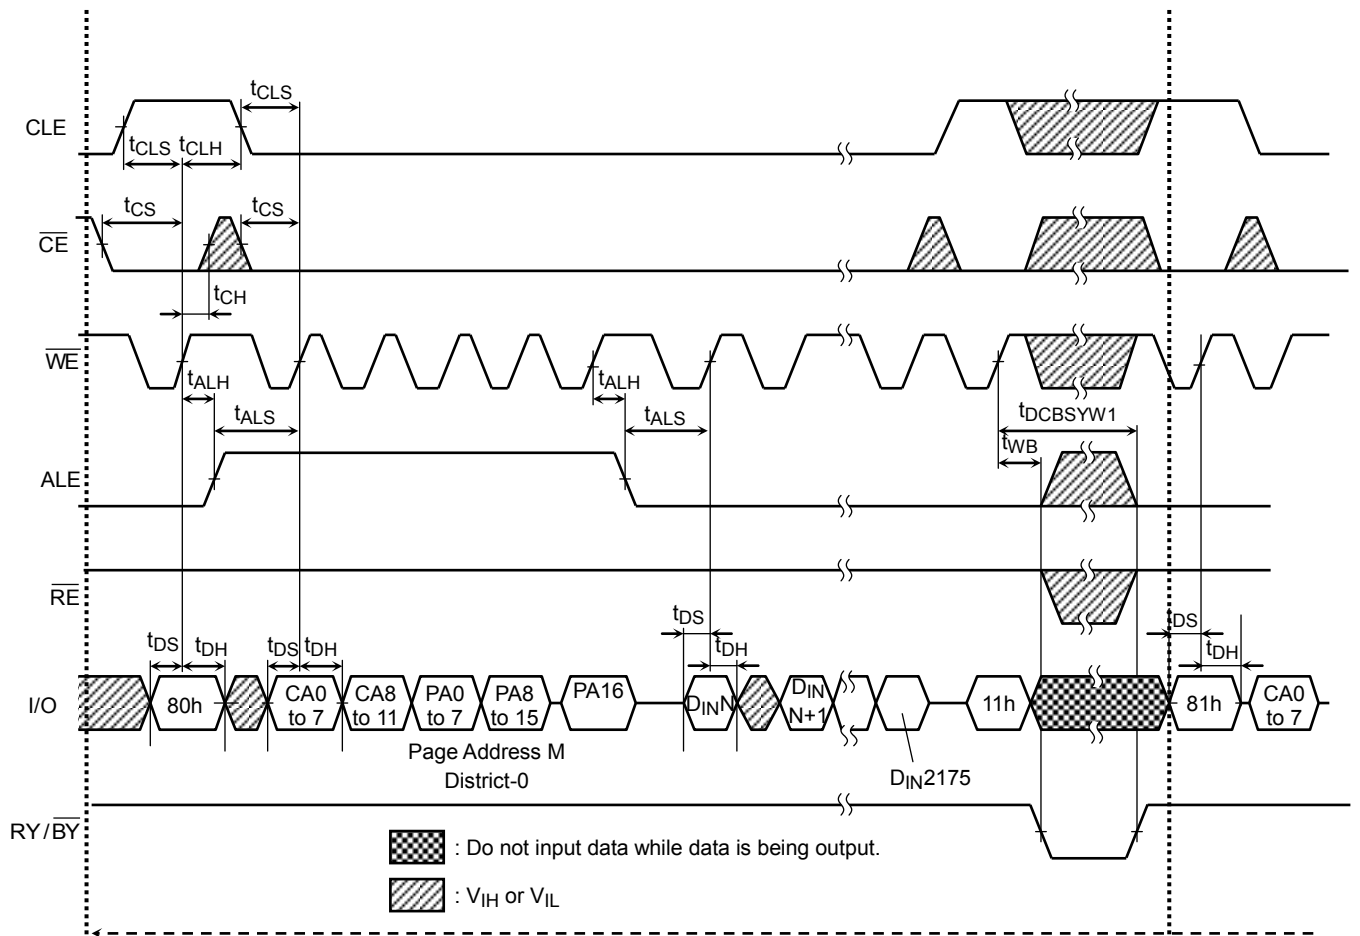 tCLS
CLE
tCLS tCLH
tCS tCS
CE
tCH
WE
tALH tALH
tALS tALS tDCBSYW1
tWB
ALE
RE
tDS tDH tDS tDH tDS tDH tDS tDH
I/O 80h CA0 to 7 CA8 to 11 PA0 to 7 PA8 to 15 PA16 DINN DIN N+1 11h 81h CA0 to 7
Page Address M
District-0
DIN2175
RY/BY
: Do not input data while data is being output.
: VIH or VIL